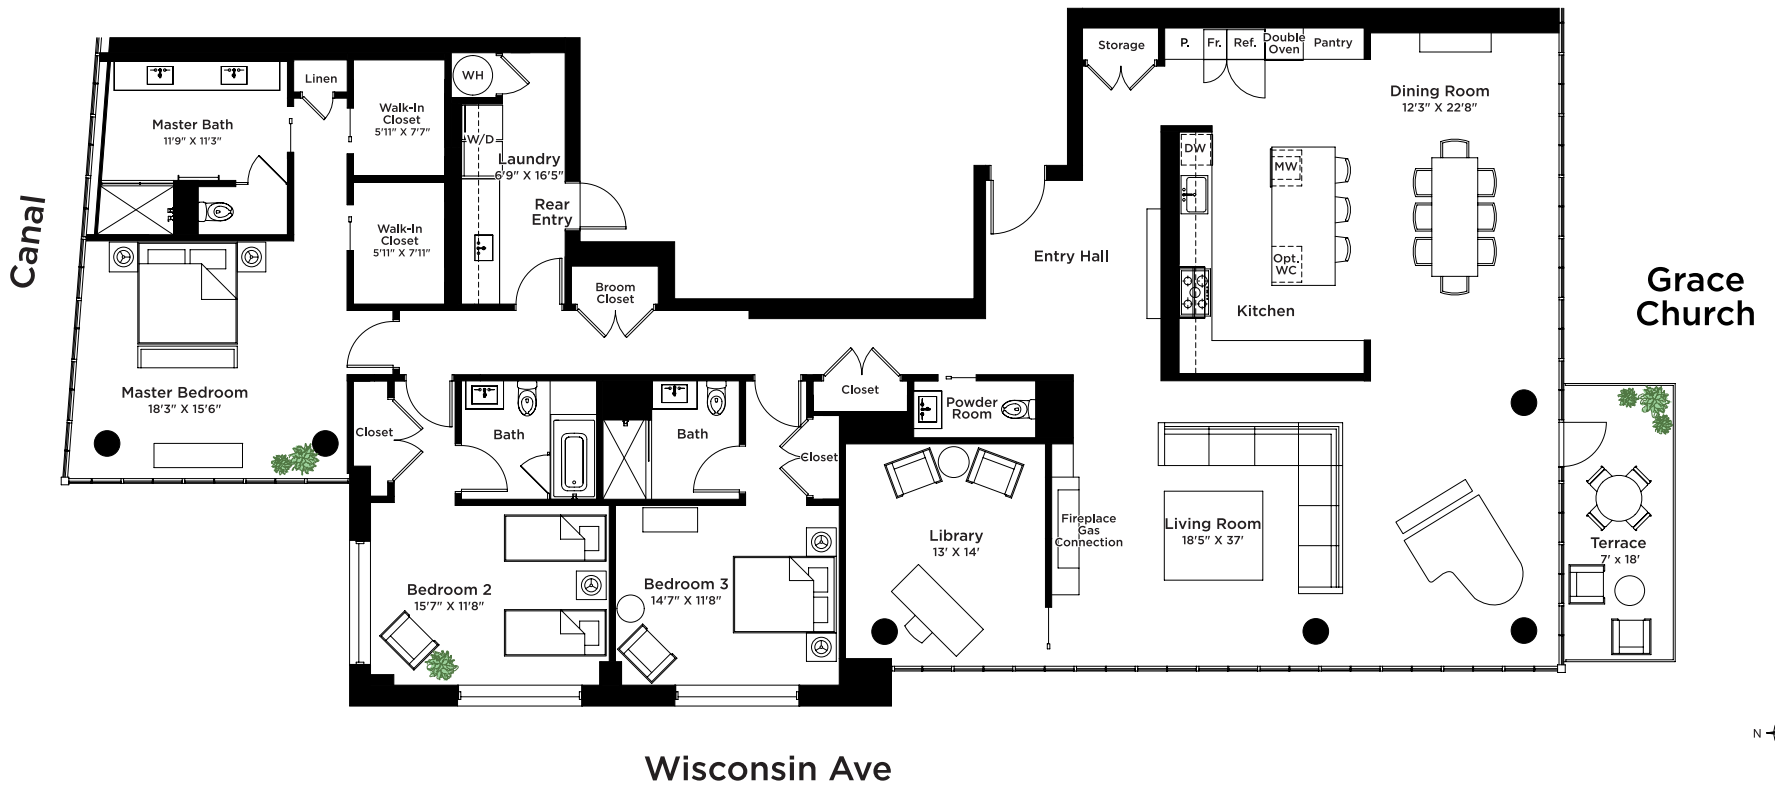 Storage
P.
Fr.
Ref.
Double
Oven
Pantry
Linen
WH
Walk-In
Closet
5'11" X 7'7"
Master Bath
11'9" X 11'3"
W/D
Laundry
6'9" X 16'5"
Rear
Entry
Dining Room
12'3" X 22'8"
DW
MW
Canal
Walk-In
Closet
5'11" X 7'11"
Entry Hall
Opt.
WC
Kitchen
Grace
Church
Broom
Closet
Master Bedroom
18'3" X 15'6"
Closet
Bath
Bath
Closet
Closet
Powder
Room
Library
13' X 14'
Fireplace
Gas
Connection
Living Room
18'5" X 37'
Terrace
7' x 18'
Bedroom 2
15'7" X 11'8"
Bedroom 3
14'7" X 11'8"
N
Wisconsin Ave